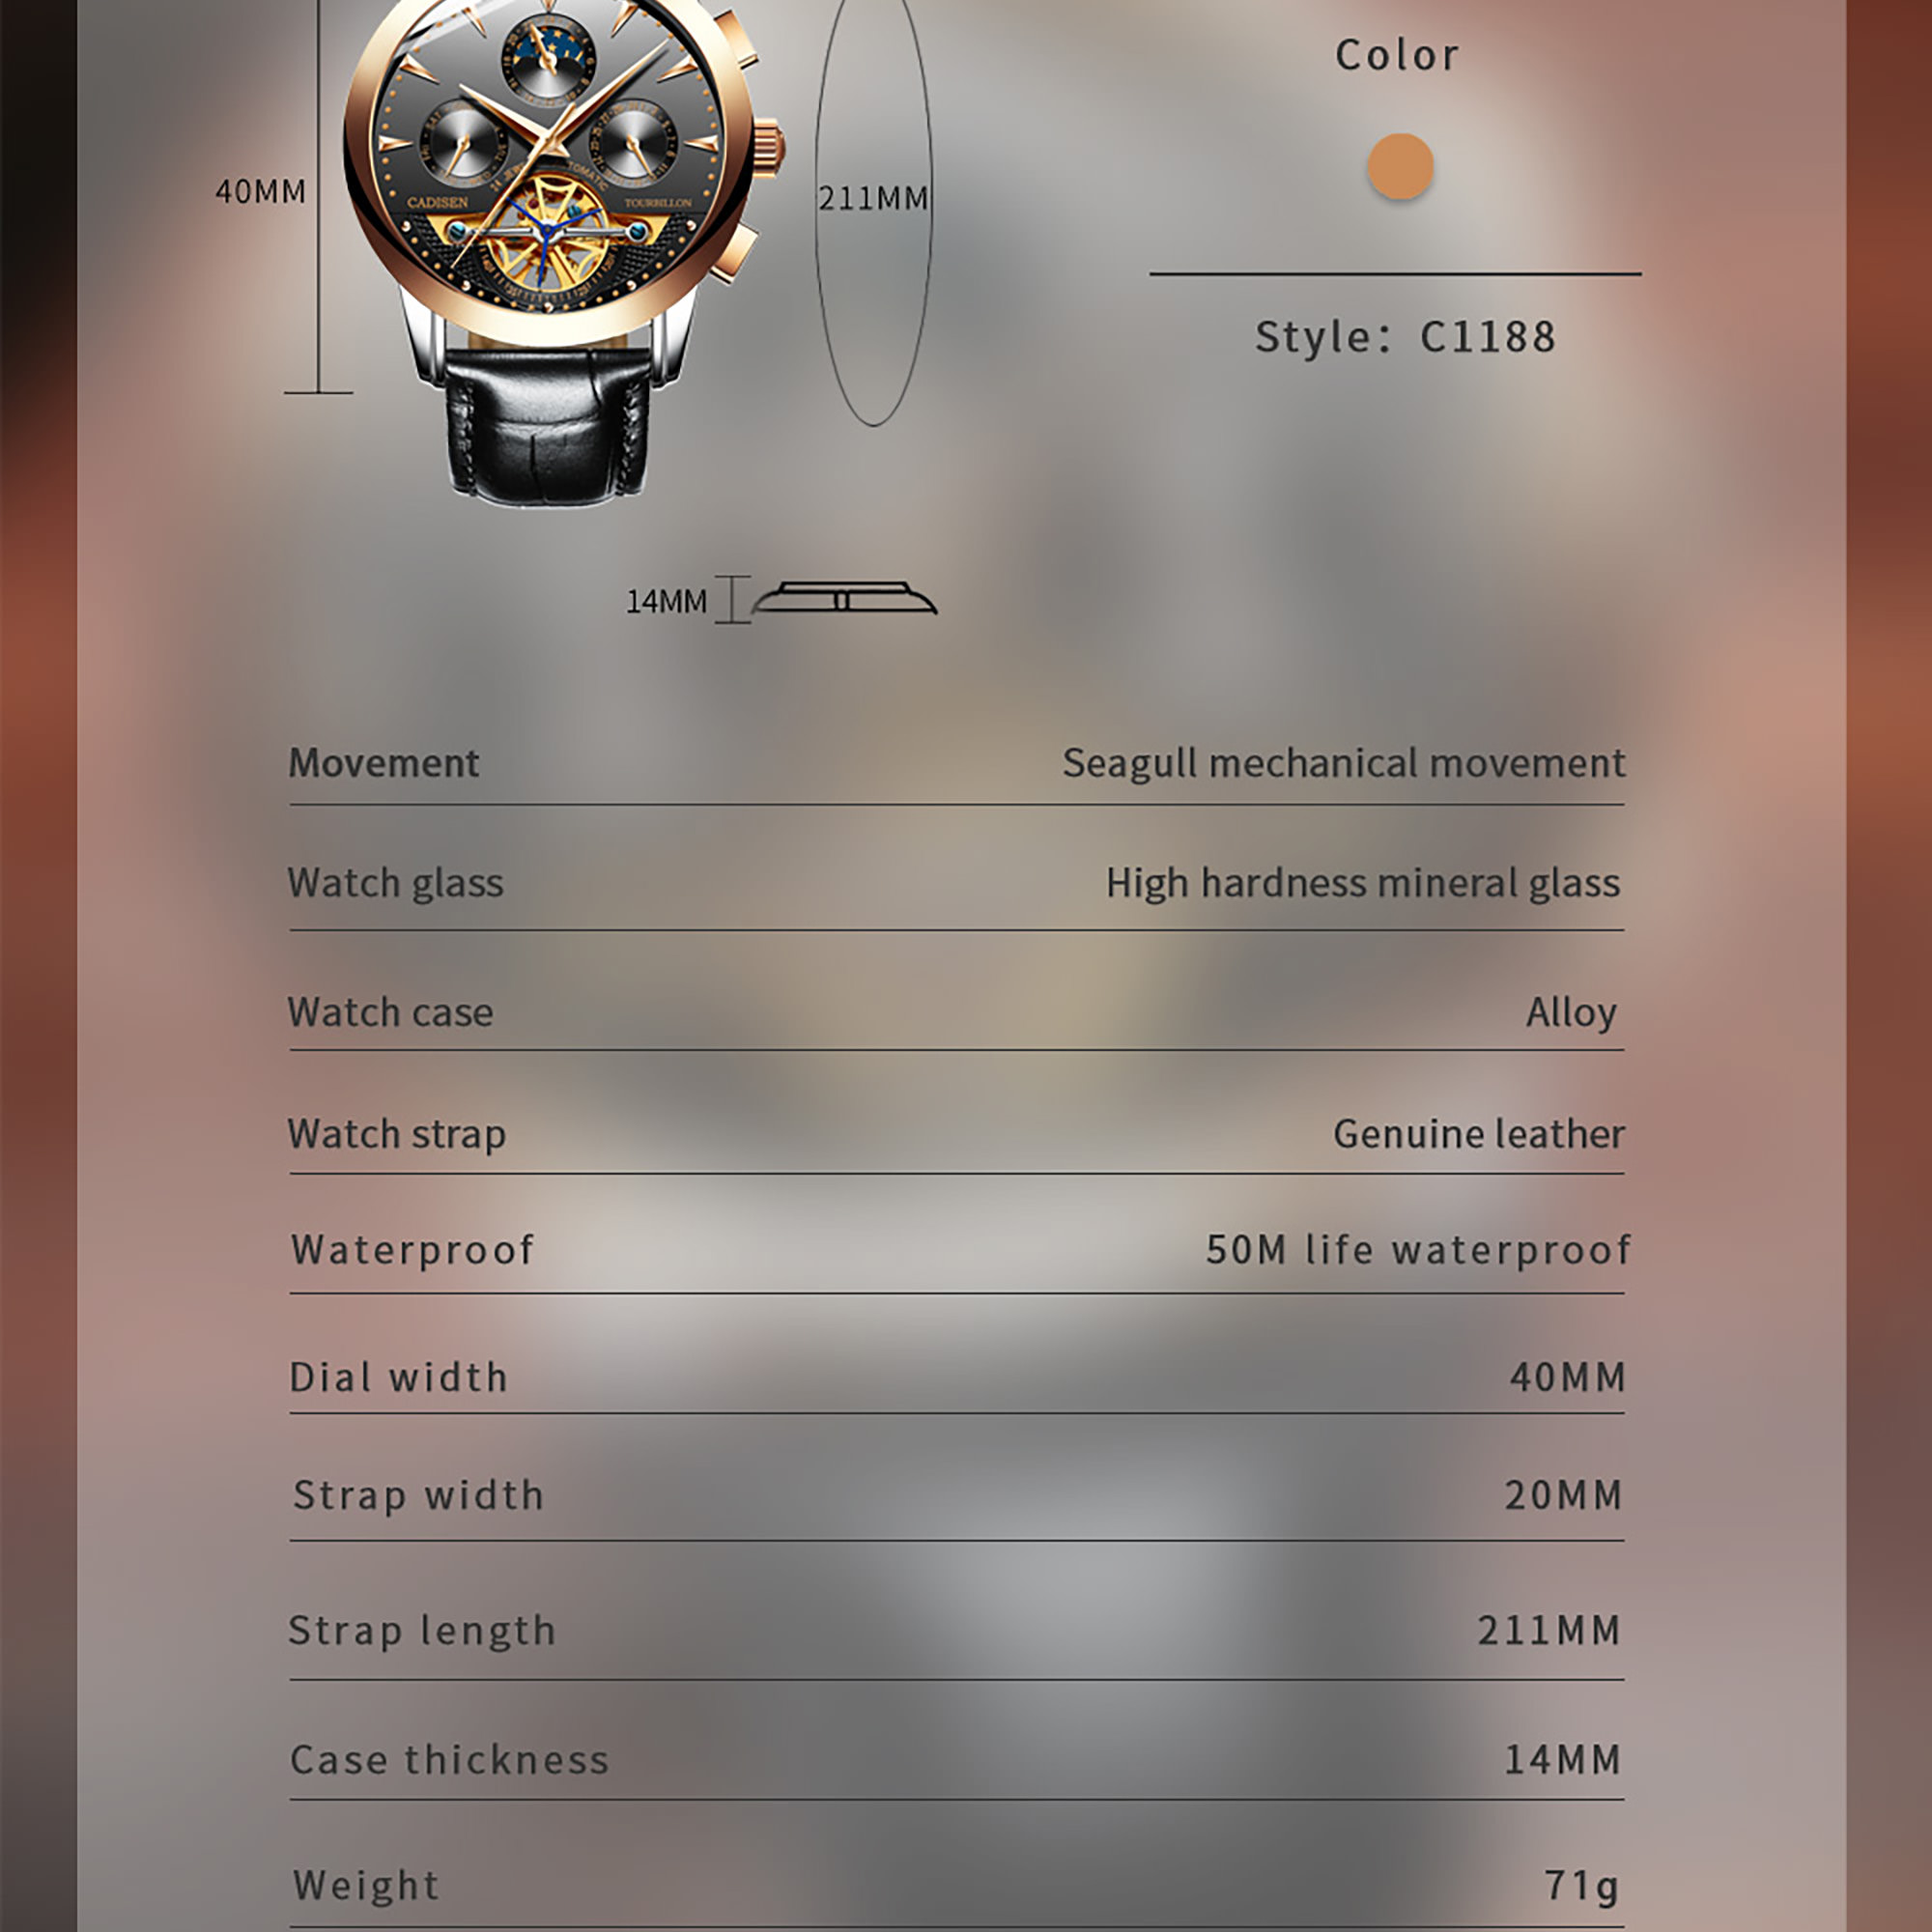 Color
40MM
211MM
CADISEN
TOURBILLON
Style： C1188
14MM
Movement Seagull mechanical movement
Watch glass High hardness mineral glass
Watch case Alloy
Watch strap Genuine leather
Waterproof 50M life waterproof
Dial width 40MM
Strap width 20MM
Strap length 211MM
Case thickness 14MM
Weight 71g